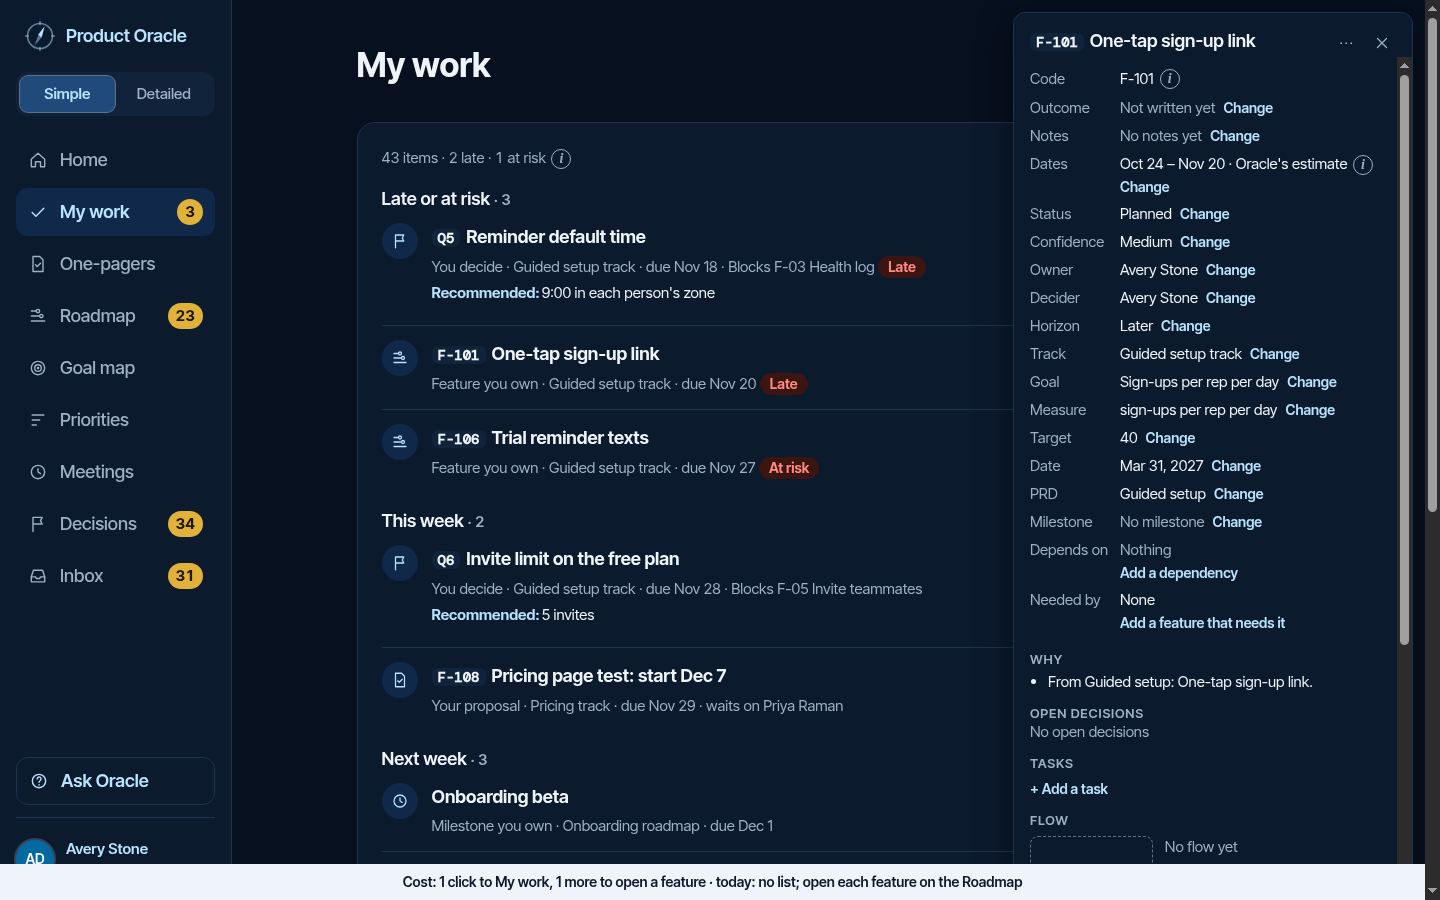 Product Oracle
Simple
Detailed
Home
My work
3
One-pagers
Roadmap
23
Goal map
Priorities
Meetings
Decisions
34
Inbox
31
Ask Oracle
AD
Avery Stone
My work
43 items · 2 late · 1 at risk i
Late or at risk · 3
Q5 Reminder default time
You decide · Guided setup track · due Nov 18 · Blocks F-03 Health log Late
Recommended: 9:00 in each person's zone
F-101 One-tap sign-up link
Feature you own · Guided setup track · due Nov 20 Late
F-106 Trial reminder texts
Feature you own · Guided setup track · due Nov 27 At risk
This week · 2
Q6 Invite limit on the free plan
You decide · Guided setup track · due Nov 28 · Blocks F-05 Invite teammates
Recommended: 5 invites
F-108 Pricing page test: start Dec 7
Your proposal · Pricing track · due Nov 29 · waits on Priya Raman
Next week · 3
Onboarding beta
Milestone you own · Onboarding roadmap · due Dec 1
F-101 One-tap sign-up link ···
Code F-101 i
Outcome Not written yet Change
Notes No notes yet Change
Dates Oct 24 – Nov 20 · Oracle's estimate i
Change
Status Planned Change
Confidence Medium Change
Owner Avery Stone Change
Decider Avery Stone Change
Horizon Later Change
Track Guided setup track Change
Goal Sign-ups per rep per day Change
Measure sign-ups per rep per day Change
Target 40 Change
Date Mar 31, 2027 Change
PRD Guided setup Change
Milestone No milestone Change
Depends on Nothing
Add a dependency
Needed by None
Add a feature that needs it
WHY
• From Guided setup: One-tap sign-up link.
OPEN DECISIONS
No open decisions
TASKS
+ Add a task
FLOW
No flow yet
Cost: 1 click to My work, 1 more to open a feature · today: no list; open each feature on the Roadmap